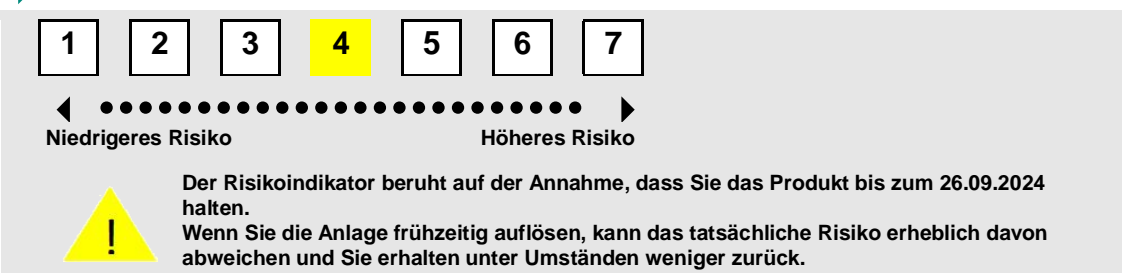 1 2 3 4 5 6 7
Niedrigeres Risiko Höheres Risiko
Der Risikoindikator beruht auf der Annahme, dass Sie das Produkt bis zum 26.09.2024
halten.
Wenn Sie die Anlage frühzeitig auflösen, kann das tatsächliche Risiko erheblich davon
abweichen und Sie erhalten unter Umständen weniger zurück.
!